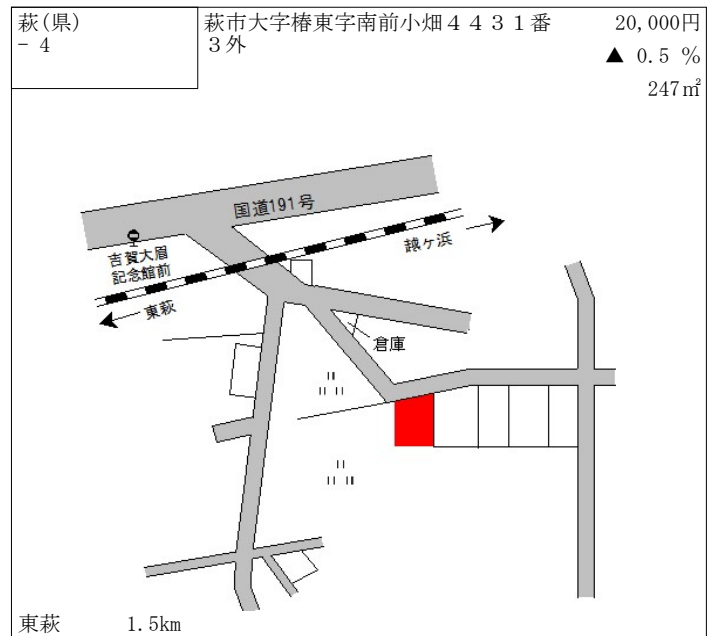 萩(県)
- 4
萩市大字椿東字南前小畑４４３１番
３外
20,000円
▲ 0.5 %
247㎡
国道191号
吉賀大眉
記念館前
越ヶ浜
東萩
倉庫
東萩 1.5km